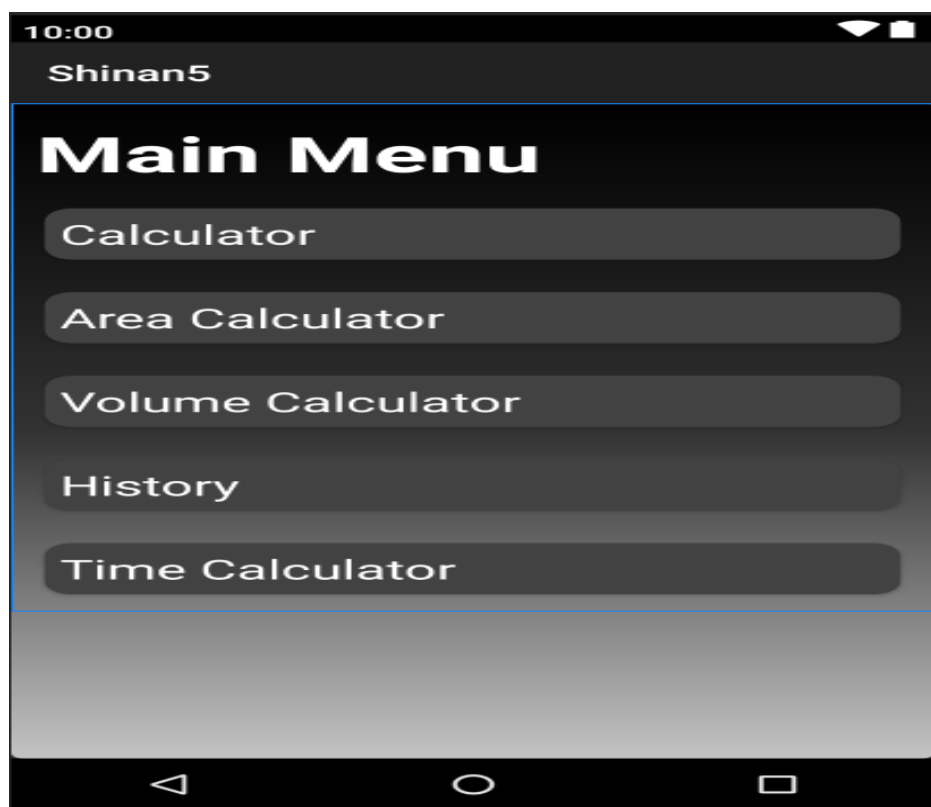 10:00
Shinan5
Main Menu
Calculator
Area Calculator
Volume Calculator
History
Time Calculator